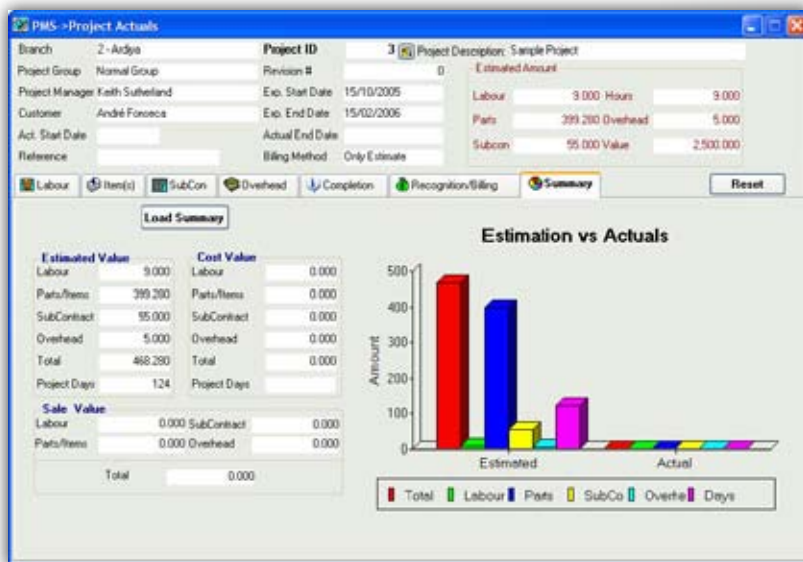 PMS->Project Actuals
Branch 2 - Ardiya Project ID 3 Project Description: Sample Project
Project Group Normal Group Revision # 0 Estimated Amount
Project Manager Keith Sutherland Exp. Start Date 15/10/2005 Labour 9.000 Hours 9.000
Customer André Fonseca Exp. End Date 15/02/2006 Parts 399.280 Overhead 5.000
Act. Start Date Actual End Date Subcon 55.000 Value 2,500.000
Reference Billing Method Only Estimate
Labour Item(s) SubCon Overhead Completion Recognition/Billing Summary Reset
Load Summary
Estimation vs Actuals
Estimated Value Cost Value
Labour 9.000 Labour 0.000
Parts/Items 399.280 Parts/Items 0.000
SubContract 55.000 SubContract 0.000
Overhead 5.000 Overhead 0.000
Total 468.280 Total 0.000
Project Days 124 Project Days
Sale Value
Labour 0.000 SubContract 0.000
Parts/Items 0.000 Overhead 0.000
Total 0.000
Amount
500
400
300
200
100
0
Estimated Actual
Total Labour Parts SubCo Overhe Days